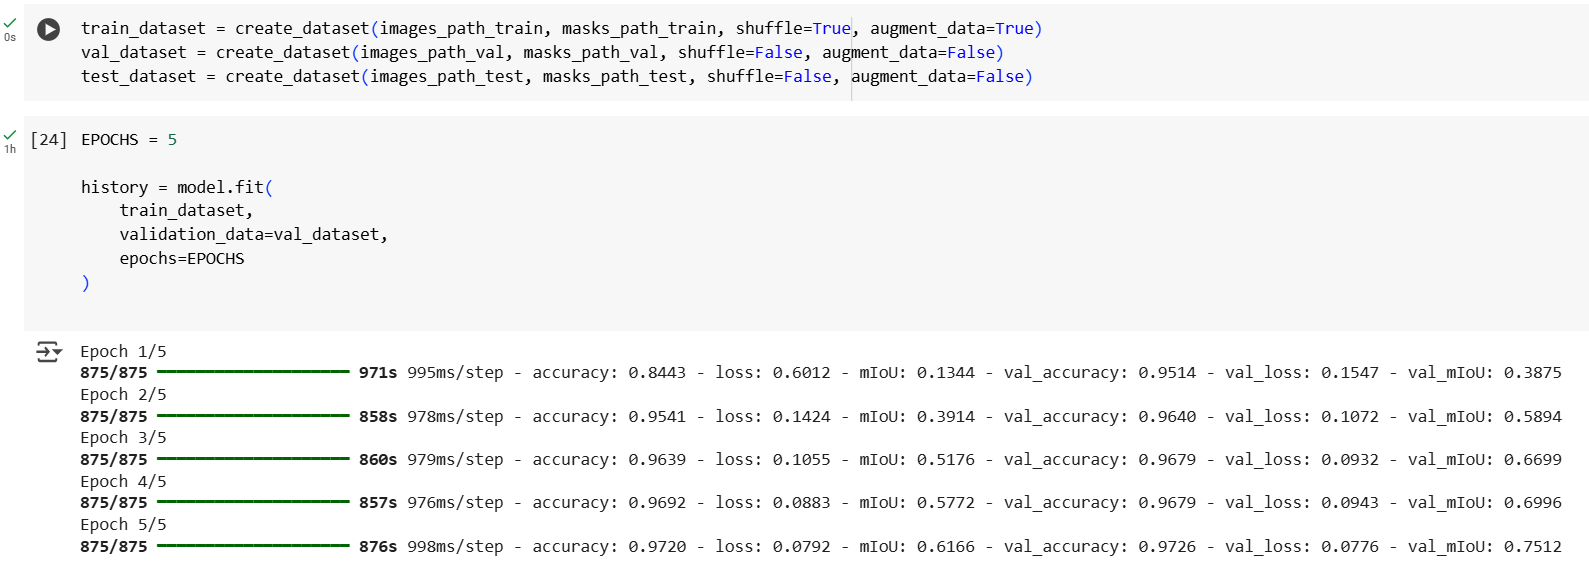 0s
train_dataset = create_dataset(images_path_train, masks_path_train, shuffle=True, augment_data=True)
val_dataset = create_dataset(images_path_val, masks_path_val, shuffle=False, augment_data=False)
test_dataset = create_dataset(images_path_test, masks_path_test, shuffle=False, augment_data=False)
1h
[24] EPOCHS = 5
history = model.fit(
    train_dataset,
    validation_data=val_dataset,
    epochs=EPOCHS
)
Epoch 1/5
875/875 971s 995ms/step - accuracy: 0.8443 - loss: 0.6012 - mIoU: 0.1344 - val_accuracy: 0.9514 - val_loss: 0.1547 - val_mIoU: 0.3875
Epoch 2/5
875/875 858s 978ms/step - accuracy: 0.9541 - loss: 0.1424 - mIoU: 0.3914 - val_accuracy: 0.9640 - val_loss: 0.1072 - val_mIoU: 0.5894
Epoch 3/5
875/875 860s 979ms/step - accuracy: 0.9639 - loss: 0.1055 - mIoU: 0.5176 - val_accuracy: 0.9679 - val_loss: 0.0932 - val_mIoU: 0.6699
Epoch 4/5
875/875 857s 976ms/step - accuracy: 0.9692 - loss: 0.0883 - mIoU: 0.5772 - val_accuracy: 0.9679 - val_loss: 0.0943 - val_mIoU: 0.6996
Epoch 5/5
875/875 876s 998ms/step - accuracy: 0.9720 - loss: 0.0792 - mIoU: 0.6166 - val_accuracy: 0.9726 - val_loss: 0.0776 - val_mIoU: 0.7512